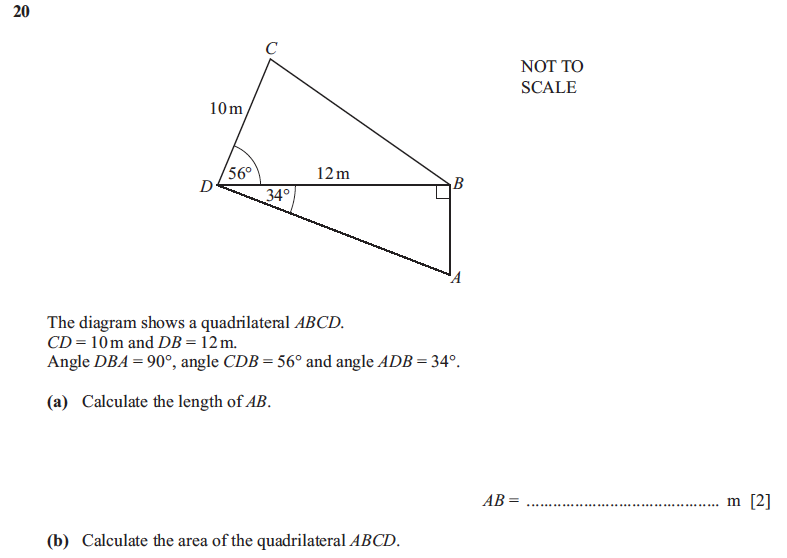 20
C
NOT TO
SCALE
10 m
56°
12 m
D
B
34°
A
The diagram shows a quadrilateral ABCD.
CD = 10 m and DB = 12 m.
Angle DBA = 90°, angle CDB = 56° and angle ADB = 34°.
(a) Calculate the length of AB.
AB = ............................................... m [2]
(b) Calculate the area of the quadrilateral ABCD.